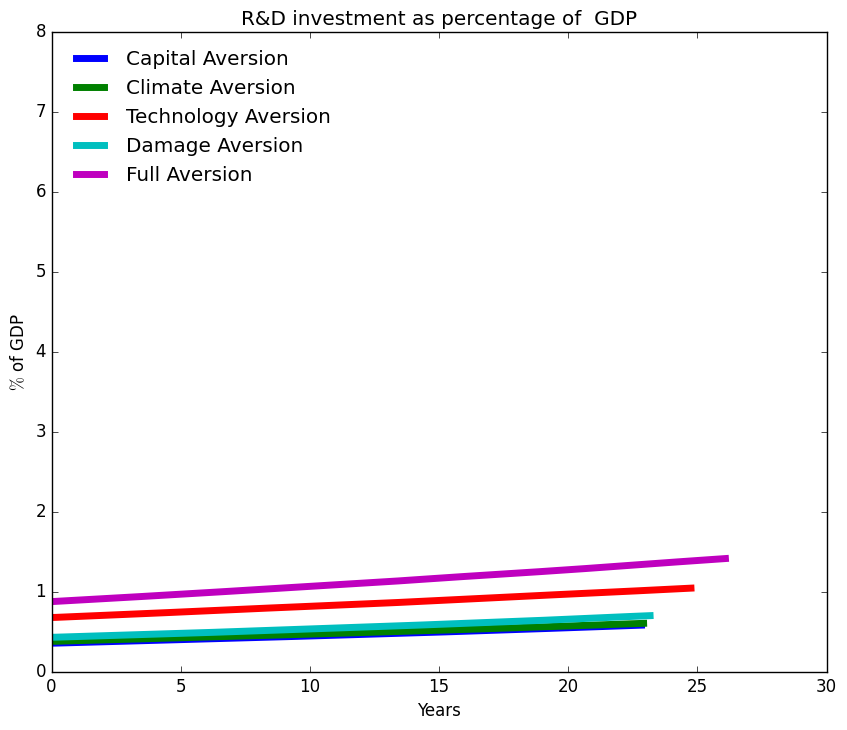 R&D investment as percentage of  GDP
8
7
6
5
4
3
2
1
0
% of GDP
Capital Aversion
Climate Aversion
Technology Aversion
Damage Aversion
Full Aversion
0 5 10 15 20 25 30
Years